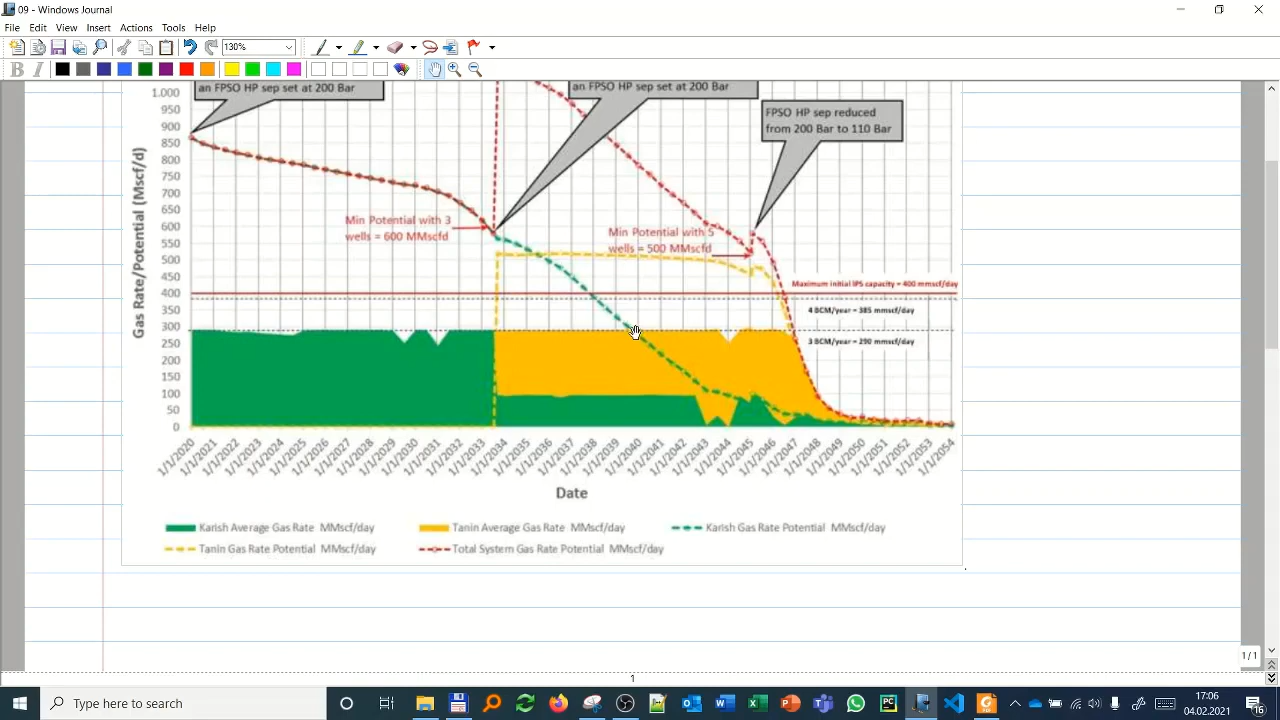 09 - Windows Journal
File Edit View Insert Actions Tools Help
130%
B I
an FPSO HP sep set at 200 Bar
an FPSO HP sep set at 200 Bar
FPSO HP sep reduced
from 200 Bar to 110 Bar
Gas Rate/Potential (Mscf/d)
1.000
950
900
850
800
750
700
650
600
550
500
450
400
350
300
250
200
150
100
50
0
Min Potential with 3
wells = 600 MMscfd
Min Potential with 5
wells = 500 MMscfd
Maximum initial IPS capacity = 400 mmscf/day
4 BCM/year = 385 mmscf/day
3 BCM/year = 290 mmscf/day
1/1/2020 1/1/2021 1/1/2022 1/1/2023 1/1/2024 1/1/2025 1/1/2026 1/1/2027 1/1/2028 1/1/2029 1/1/2030 1/1/2031 1/1/2032 1/1/2033 1/1/2034 1/1/2035 1/1/2036 1/1/2037 1/1/2038 1/1/2039 1/1/2040 1/1/2041 1/1/2042 1/1/2043 1/1/2044 1/1/2045 1/1/2046 1/1/2047 1/1/2048 1/1/2049 1/1/2050 1/1/2051 1/1/2052 1/1/2053 1/1/2054
Date
Karish Average Gas Rate MMscf/day Tanin Average Gas Rate MMscf/day Karish Gas Rate Potential MMscf/day
Tanin Gas Rate Potential MMscf/day Total System Gas Rate Potential MMscf/day
1 / 1
1
Type here to search
17:06
04.02.2021
16